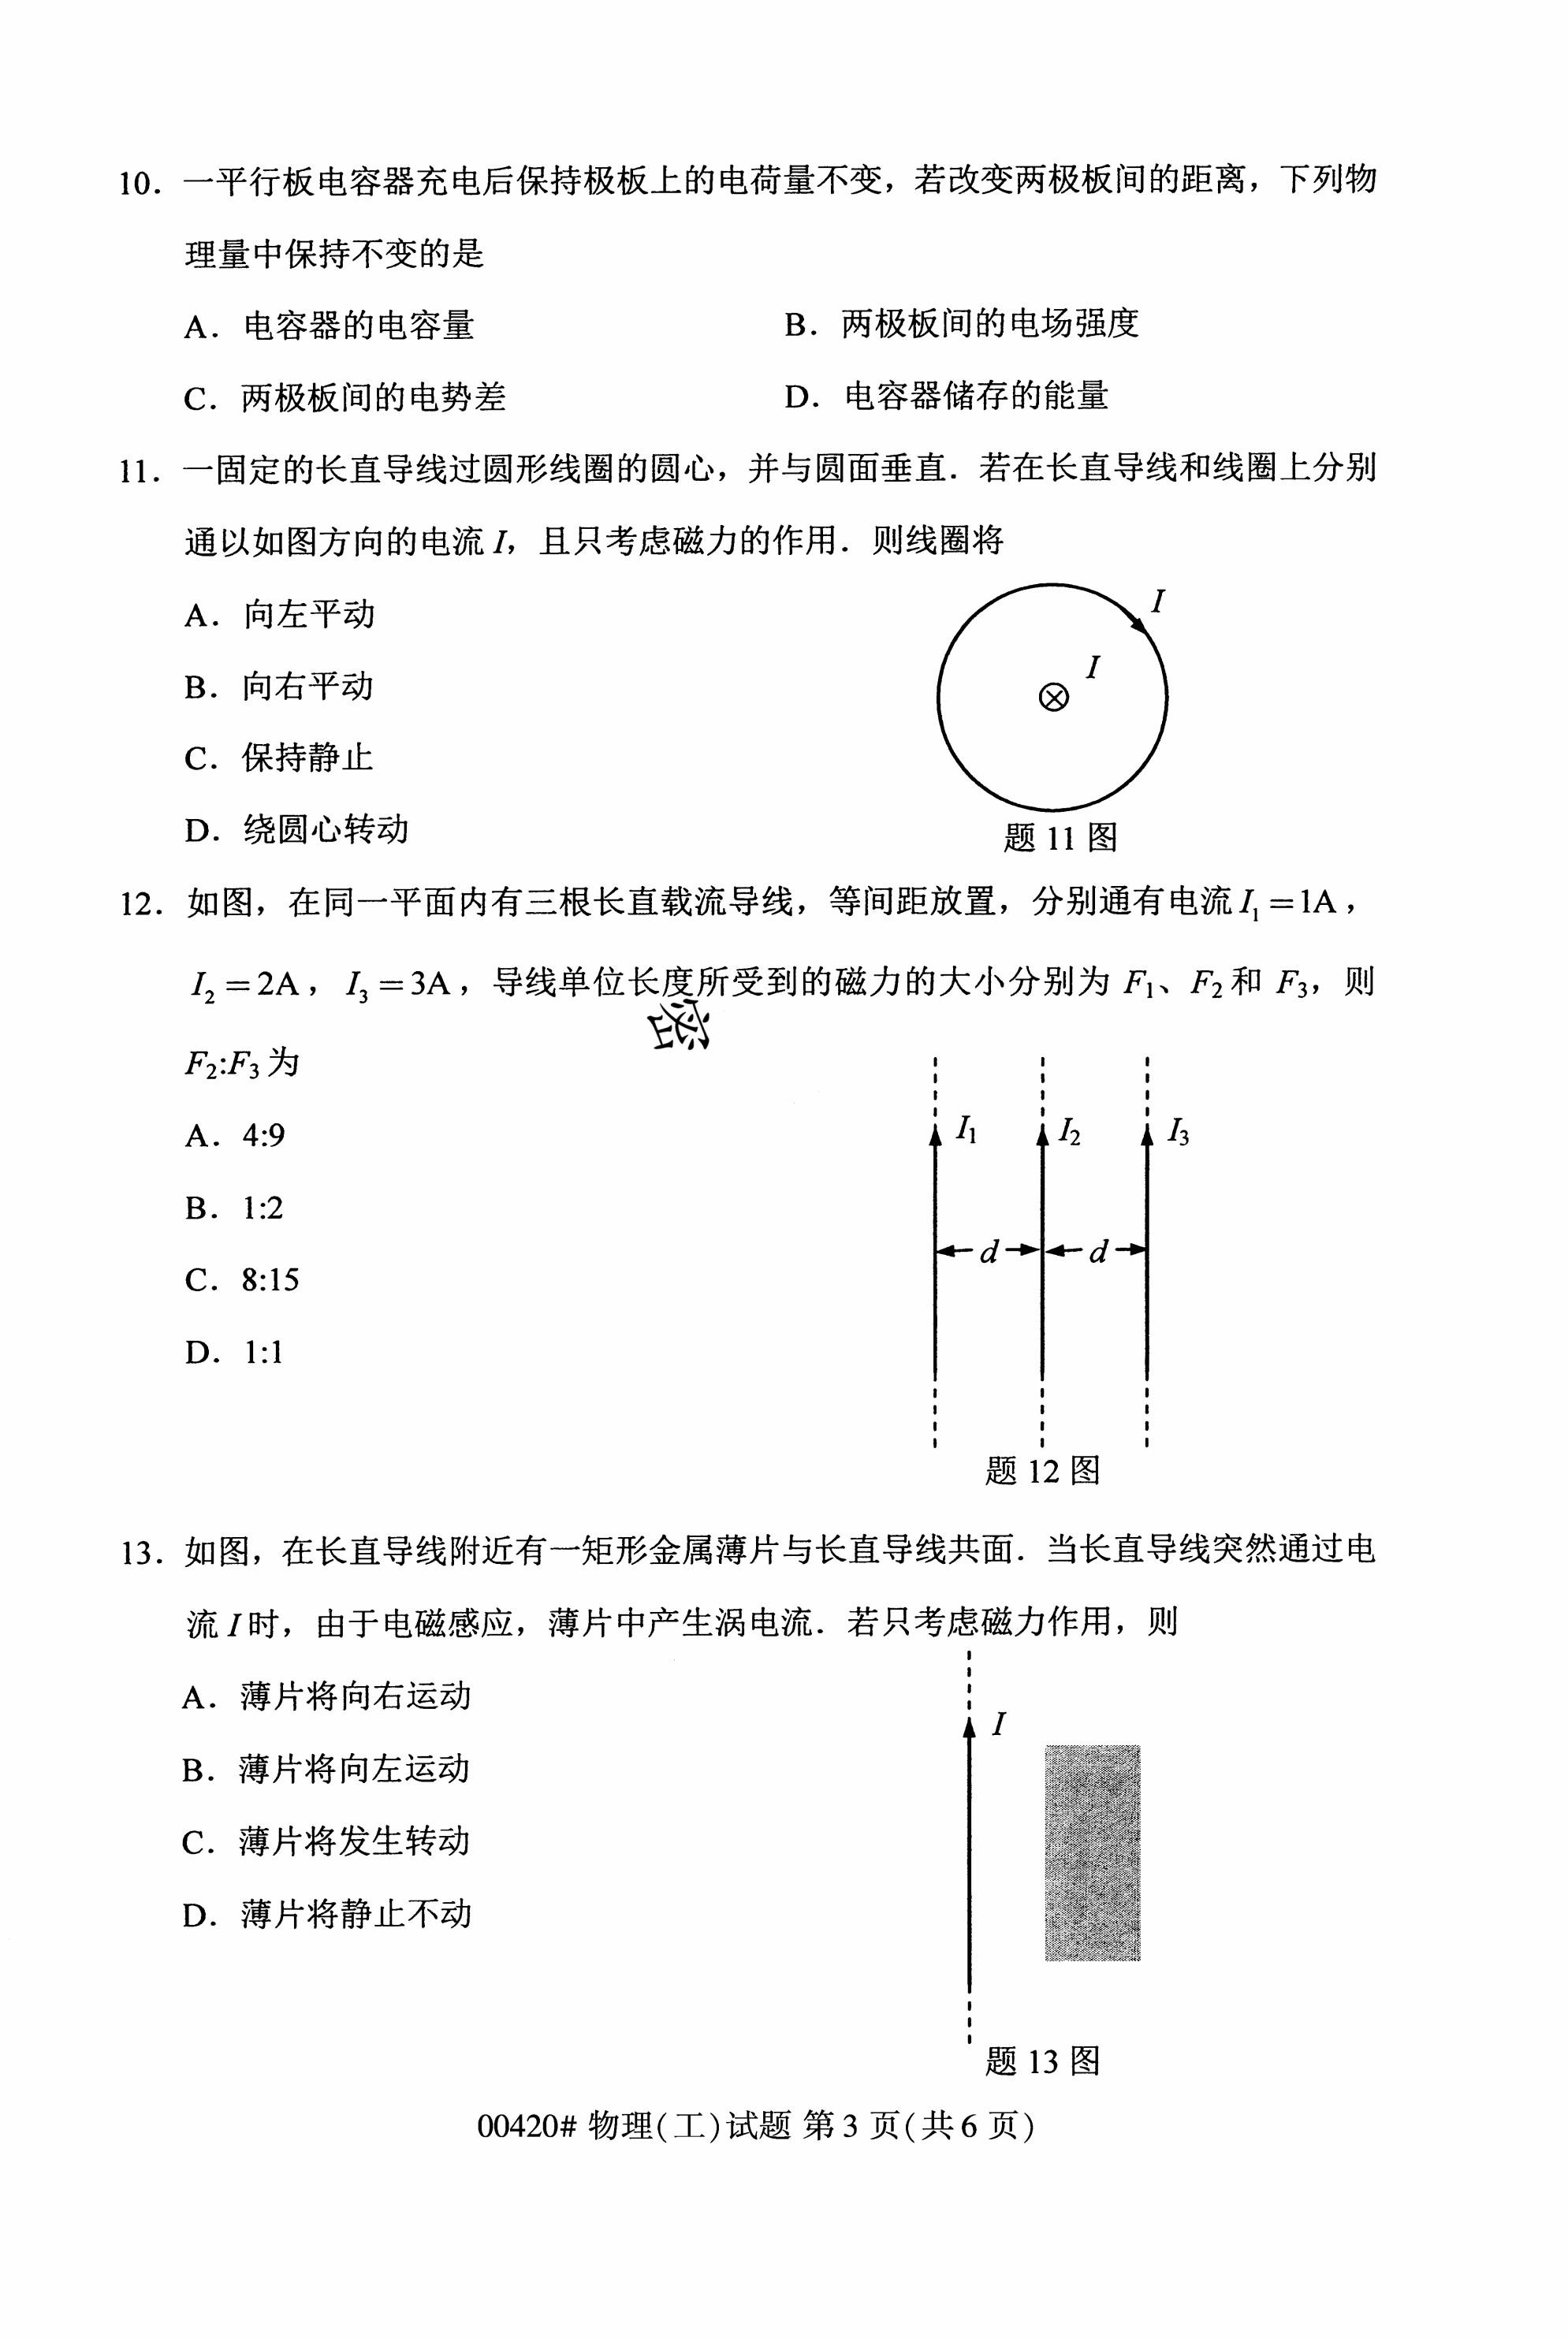 10. 一平行板电容器充电后保持极板上的电荷量不变，若改变两极板间的距离，下列物
理量中保持不变的是
A. 电容器的电容量 B. 两极板间的电场强度
C. 两极板间的电势差 D. 电容器储存的能量
11. 一固定的长直导线过圆形线圈的圆心，并与圆面垂直．若在长直导线和线圈上分别
通以如图方向的电流 I，且只考虑磁力的作用．则线圈将
A. 向左平动
B. 向右平动
C. 保持静止
D. 绕圆心转动
I
I
题 11 图
12. 如图，在同一平面内有三根长直载流导线，等间距放置，分别通有电流 I₁ =1A，
I₂ =2A，I₃ =3A，导线单位长度所受到的磁力的大小分别为 F₁、F₂ 和 F₃，则
密
F₂:F₃ 为
A. 4:9
B. 1:2
C. 8:15
D. 1:1
I₁ I₂ I₃
d d
题 12 图
13. 如图，在长直导线附近有一矩形金属薄片与长直导线共面．当长直导线突然通过电
流 I 时，由于电磁感应，薄片中产生涡电流．若只考虑磁力作用，则
A. 薄片将向右运动
B. 薄片将向左运动
C. 薄片将发生转动
D. 薄片将静止不动
I
题 13 图
00420# 物理(工)试题 第 3 页(共 6 页)